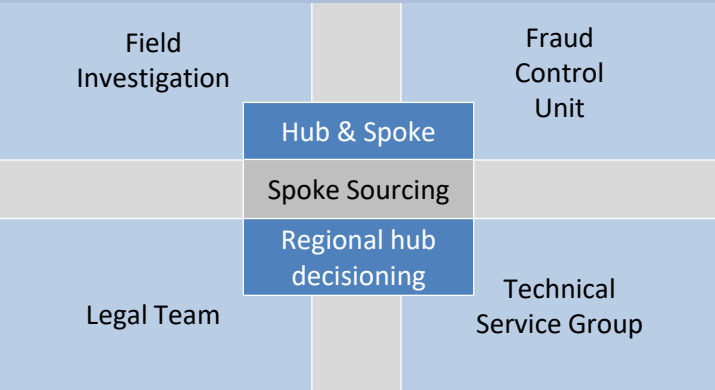 Field
Investigation
Fraud
Control
Unit
Hub & Spoke
Spoke Sourcing
Regional hub
decisioning
Legal Team
Technical
Service Group